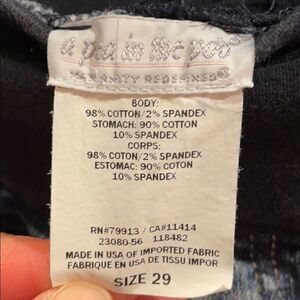 a pea in the pod
MATERNITY REDEFINED®
BODY:
98% COTTON/2% SPANDEX
STOMACH: 90% COTTON
10% SPANDEX
CORPS:
98% COTON/2% SPANDEX
ESTOMAC: 90% COTON
10% SPANDEX
RN#79913 / CA#11414
23080-56 118482
MADE IN USA OF IMPORTED FABRIC
FABRIQUE EN USA DE TISSU IMPOR
SIZE 29